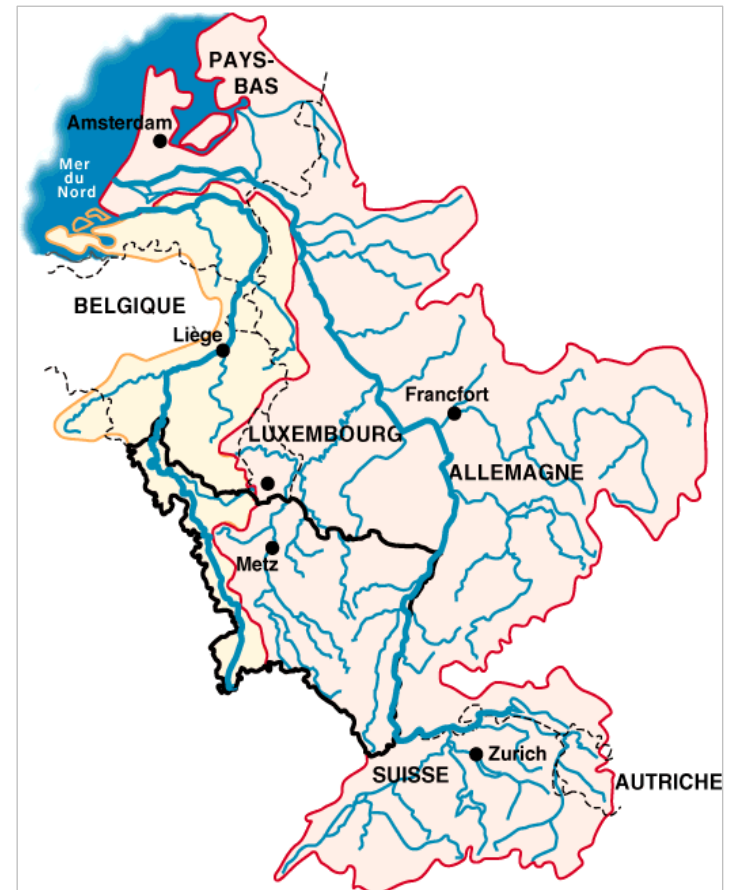 PAYS-
BAS
Amsterdam
Mer
du
Nord
BELGIQUE
Liège
Francfort
LUXEMBOURG
ALLEMAGNE
Metz
Zurich
SUISSE
AUTRICHE